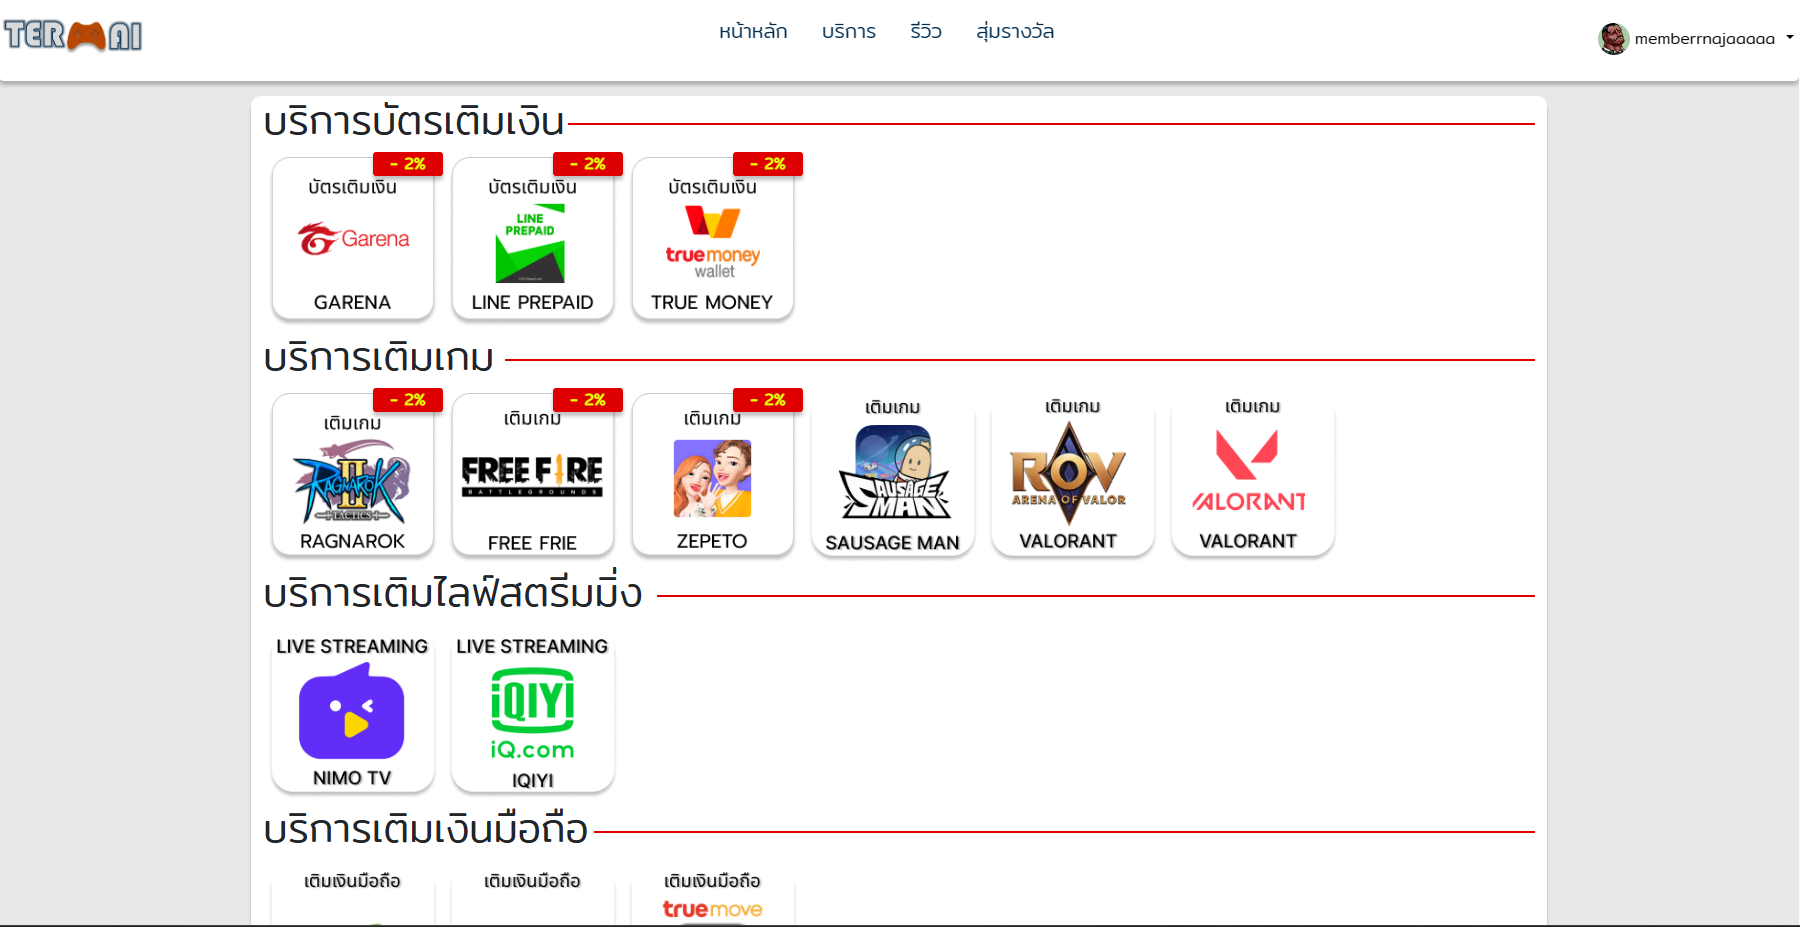 TERMAI
หน้าหลัก บริการ รีวิว สุ่มรางวัล
memberrnajaaaaa
บริการบัตรเติมเงิน
- 2% - 2% - 2%
บัตรเติมเงิน บัตรเติมเงิน บัตรเติมเงิน
Garena
LINE
PREPAID
truemoney
wallet
GARENA LINE PREPAID TRUE MONEY
บริการเติมเกม
- 2% - 2% - 2%
เติมเกม เติมเกม เติมเกม เติมเกม เติมเกม เติมเกม
RAGNARÖK
II
TACTICS
FREE FIRE
BATTLEGROUNDS
SAUSAGE
MAN
ROV
ARENA OF VALOR
VALORANT
RAGNAROK FREE FRIE ZEPETO SAUSAGE MAN VALORANT VALORANT
บริการเติมไลฟ์สตรีมมิ่ง
LIVE STREAMING LIVE STREAMING
iQIYI
iQ.com
NIMO TV IQIYI
บริการเติมเงินมือถือ
เติมเงินมือถือ เติมเงินมือถือ เติมเงินมือถือ
truemove